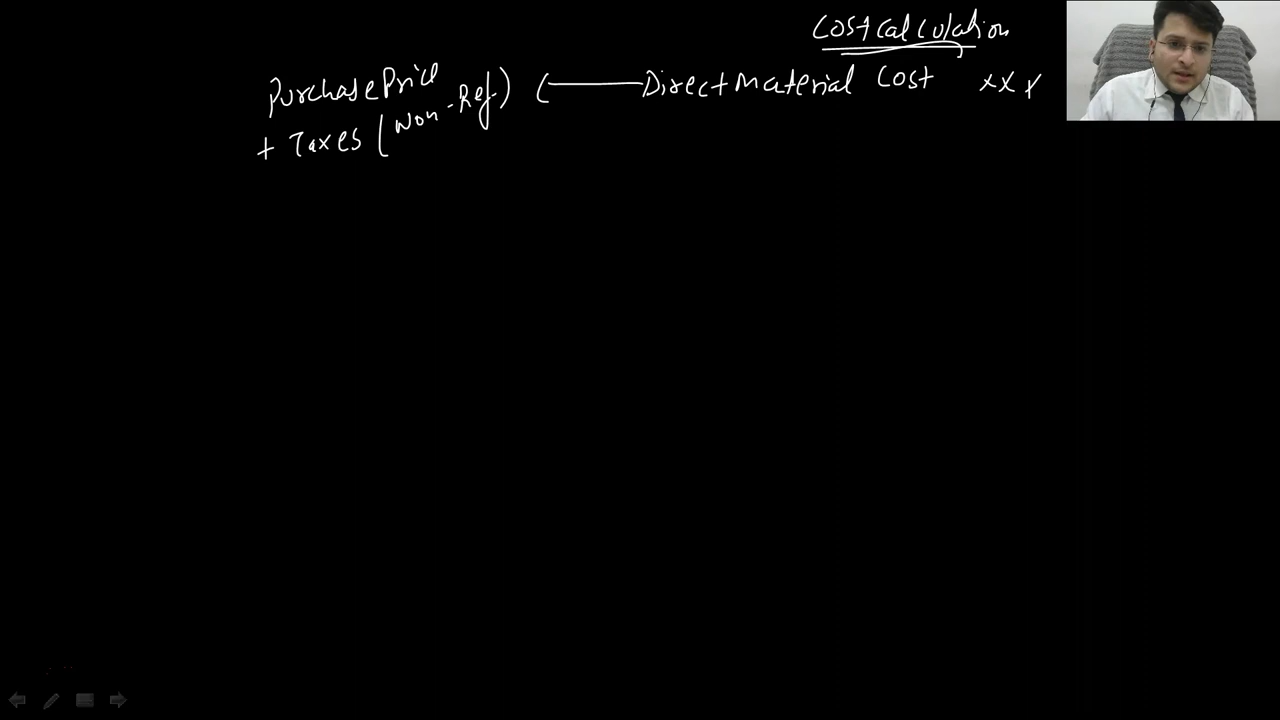 Cost calculation
Purchase Price ( Direct Material Cost xxx
+ Taxes (Non-Ref.)